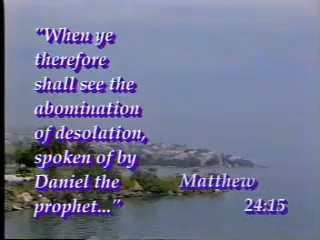 "When ye
therefore
shall see the
abomination
of desolation,
spoken of by
Daniel the
prophet..."
Matthew
24:15